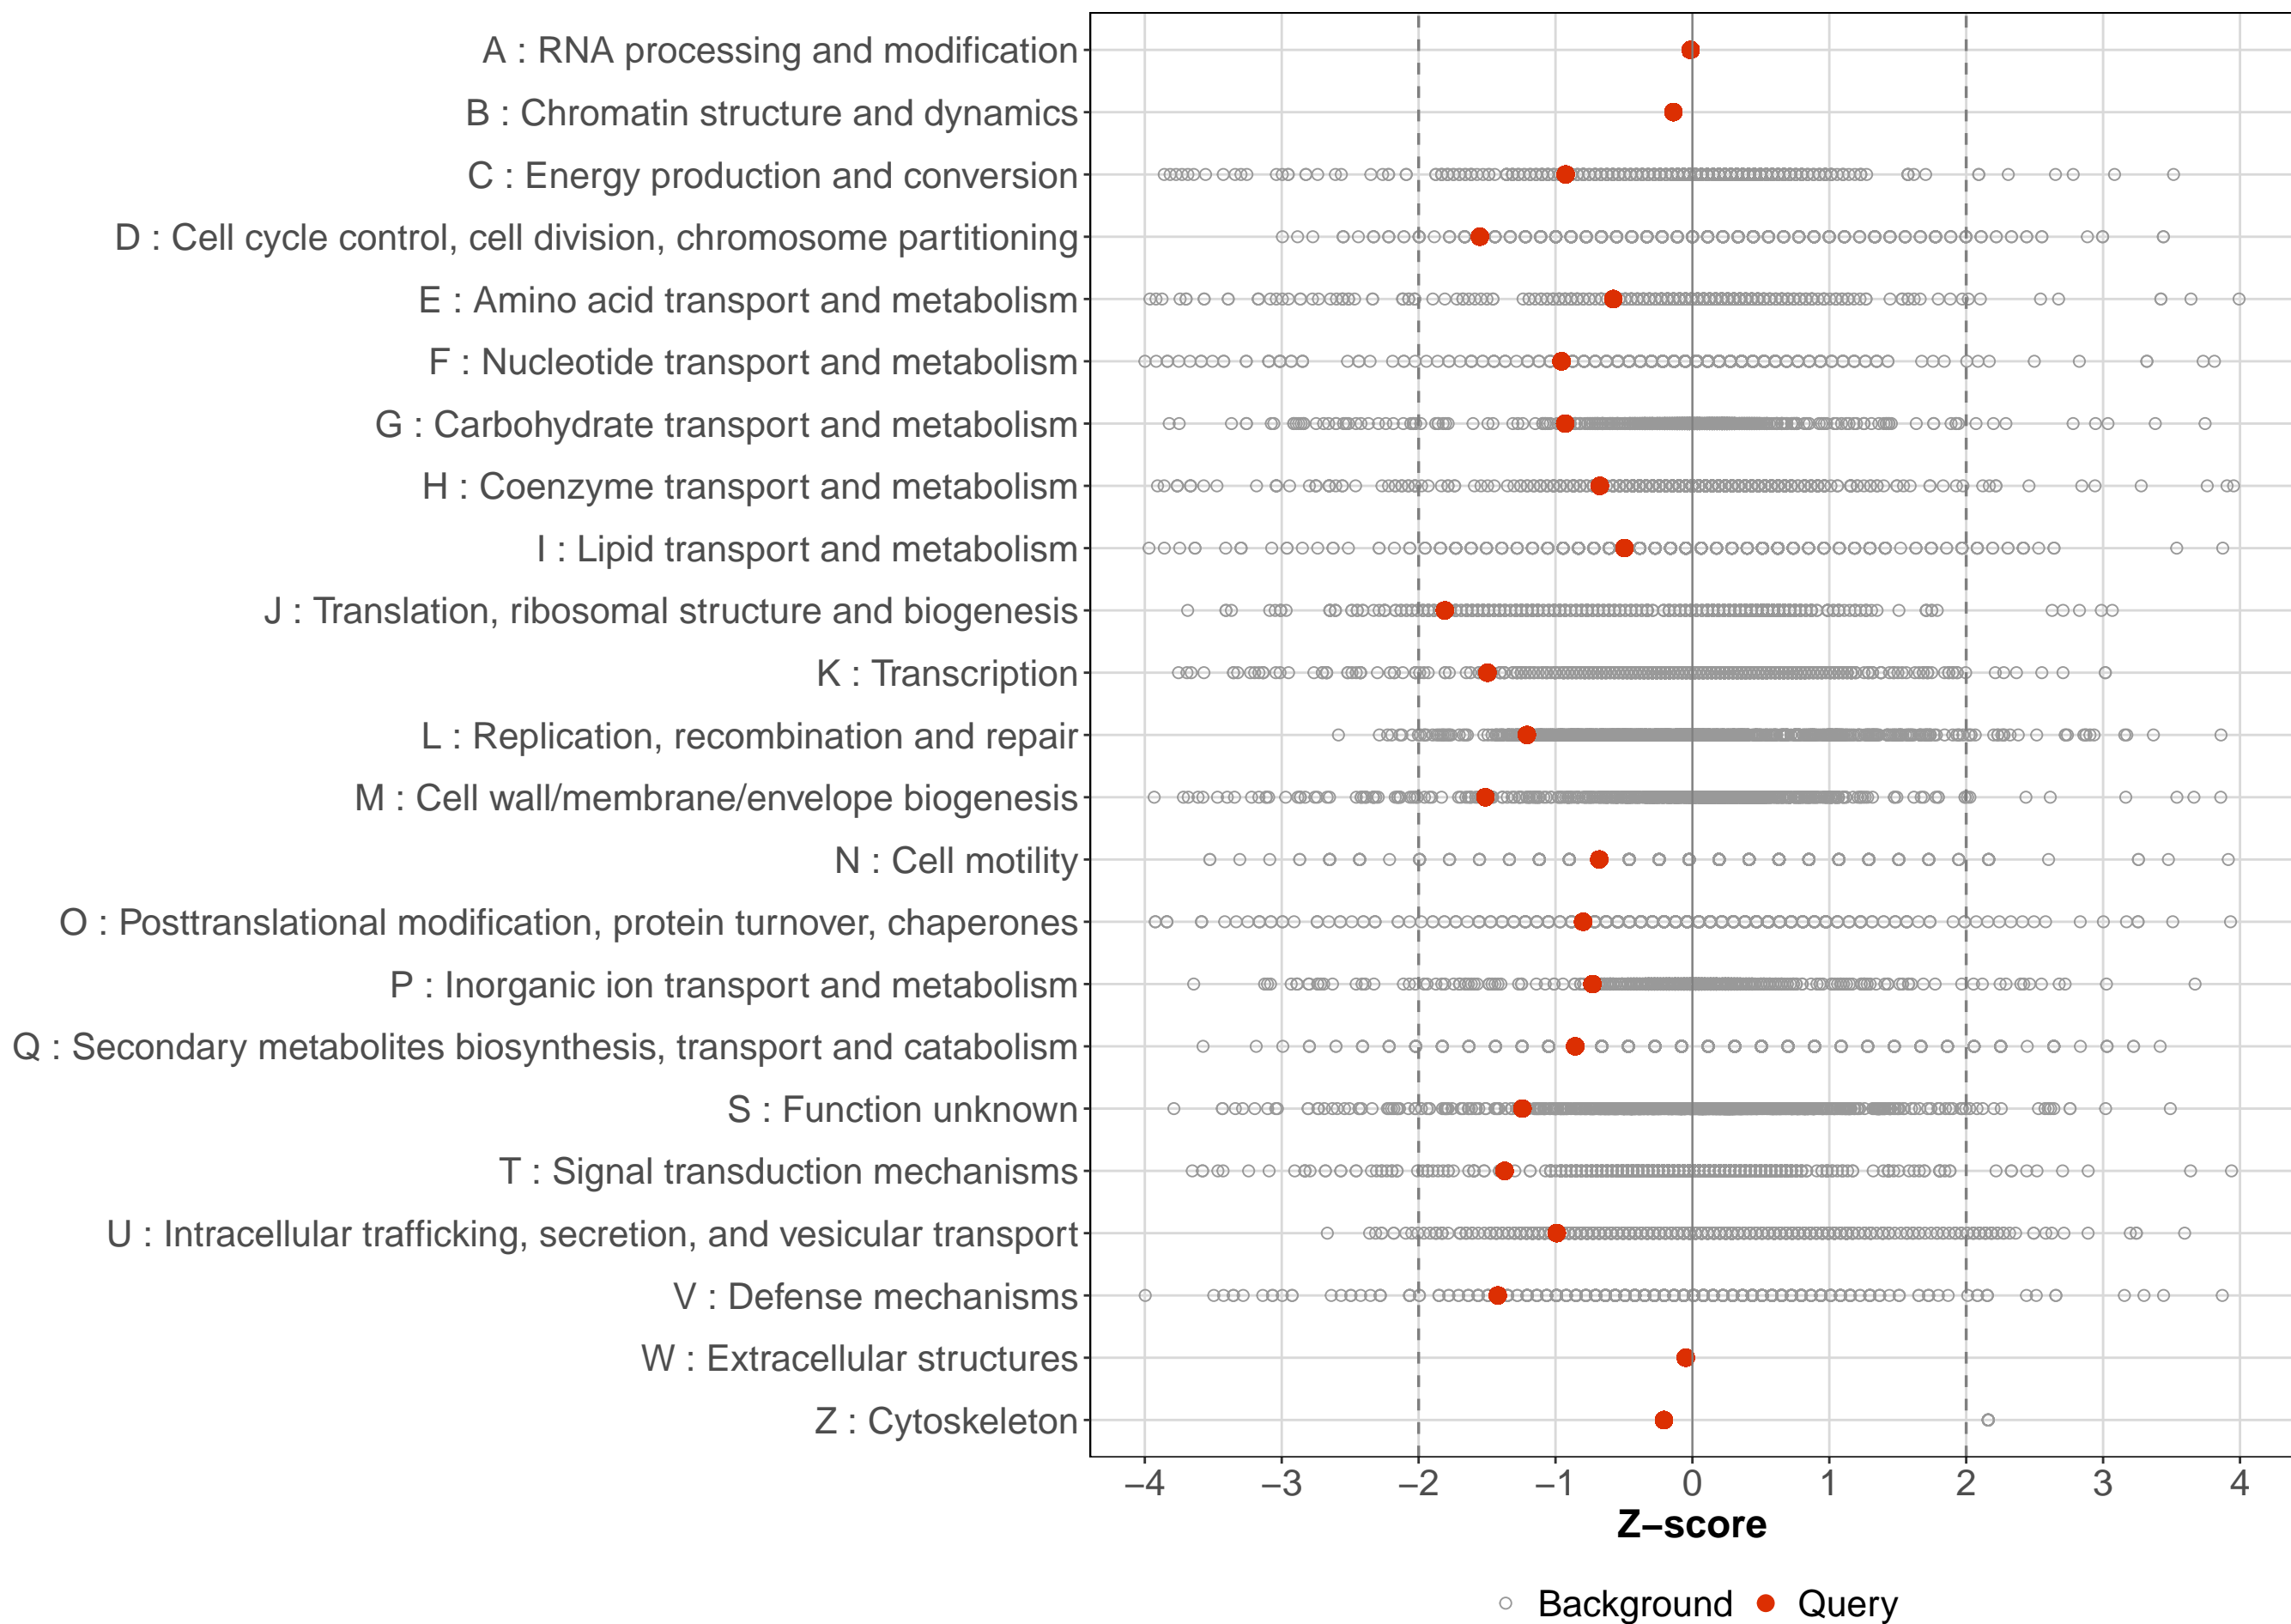 A : RNA processing and modification
B : Chromatin structure and dynamics
C : Energy production and conversion
D : Cell cycle control, cell division, chromosome partitioning
E : Amino acid transport and metabolism
F : Nucleotide transport and metabolism
G : Carbohydrate transport and metabolism
H : Coenzyme transport and metabolism
I : Lipid transport and metabolism
J : Translation, ribosomal structure and biogenesis
K : Transcription
L : Replication, recombination and repair
M : Cell wall/membrane/envelope biogenesis
N : Cell motility
O : Posttranslational modification, protein turnover, chaperones
P : Inorganic ion transport and metabolism
Q : Secondary metabolites biosynthesis, transport and catabolism
S : Function unknown
T : Signal transduction mechanisms
U : Intracellular trafficking, secretion, and vesicular transport
V : Defense mechanisms
W : Extracellular structures
Z : Cytoskeleton
−4 −3 −2 −1 0 1 2 3 4
Z−score
Background Query